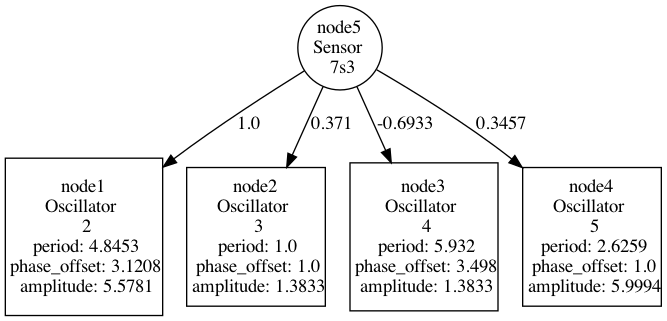 node5
Sensor
7s3
1.0
0.371
-0.6933
0.3457
node1
Oscillator
2
period: 4.8453
phase_offset: 3.1208
amplitude: 5.5781
node2
Oscillator
3
period: 1.0
phase_offset: 1.0
amplitude: 1.3833
node3
Oscillator
4
period: 5.932
phase_offset: 3.498
amplitude: 1.3833
node4
Oscillator
5
period: 2.6259
phase_offset: 1.0
amplitude: 5.9994